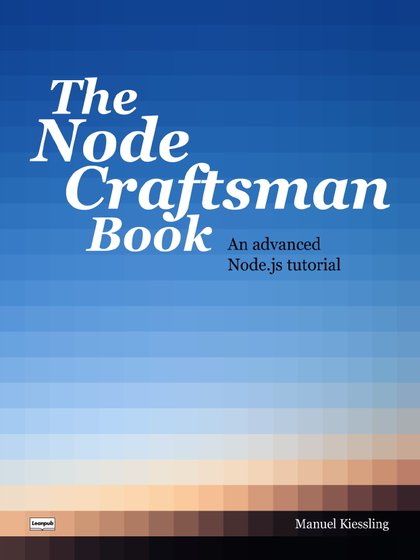 The
Node
Craftsman
Book
An advanced
Node.js tutorial
Leanpub
Manuel Kiessling